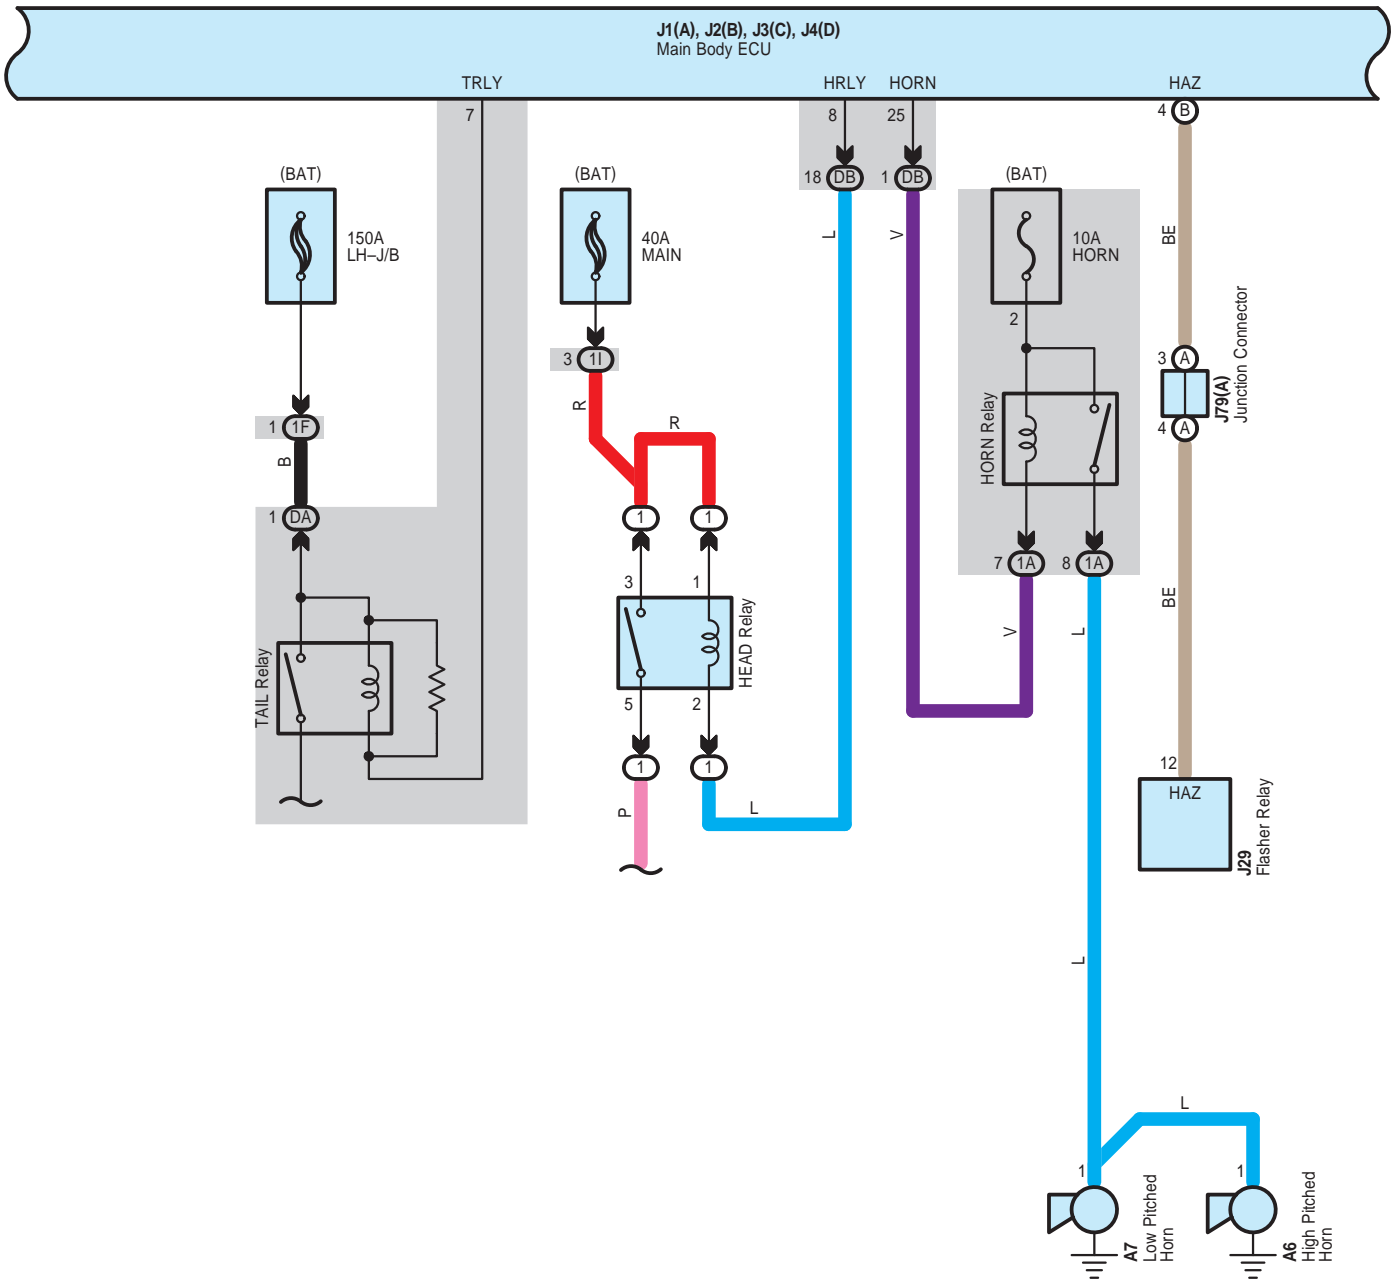 J1(A), J2(B), J3(C), J4(D)
Main Body ECU
TRLY
HRLY
HORN
HAZ
7
8
25
4
B
(BAT)
(BAT)
18
DB
1
DB
(BAT)
150A
LH–J/B
40A
MAIN
L
V
10A
HORN
BE
2
3
1I
3
A
J79(A)
Junction Connector
R
R
1
1F
4
A
B
HORN Relay
1
DA
1
1
7
1A
8
1A
3
1
BE
V
L
TAIL Relay
HEAD Relay
5
2
1
1
12
HAZ
P
L
J29
Flasher Relay
L
L
1
1
A7
Low Pitched
Horn
A6
High Pitched
Horn